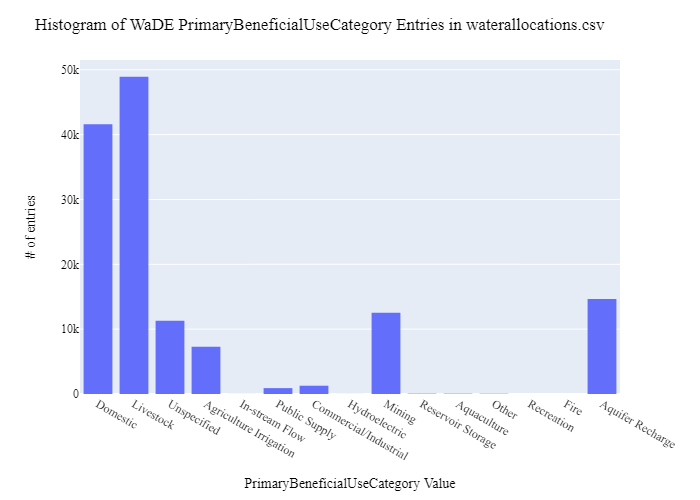 Histogram of WaDE PrimaryBeneficialUseCategory Entries in waterallocations.csv
# of entries
50k
40k
30k
20k
10k
0
Domestic
Livestock
Unspecified
Agriculture Irrigation
In-stream Flow
Public Supply
Commercial/Industrial
Hydroelectric
Mining
Reservoir Storage
Aquaculture
Other
Recreation
Fire
Aquifer Recharge
PrimaryBeneficialUseCategory Value